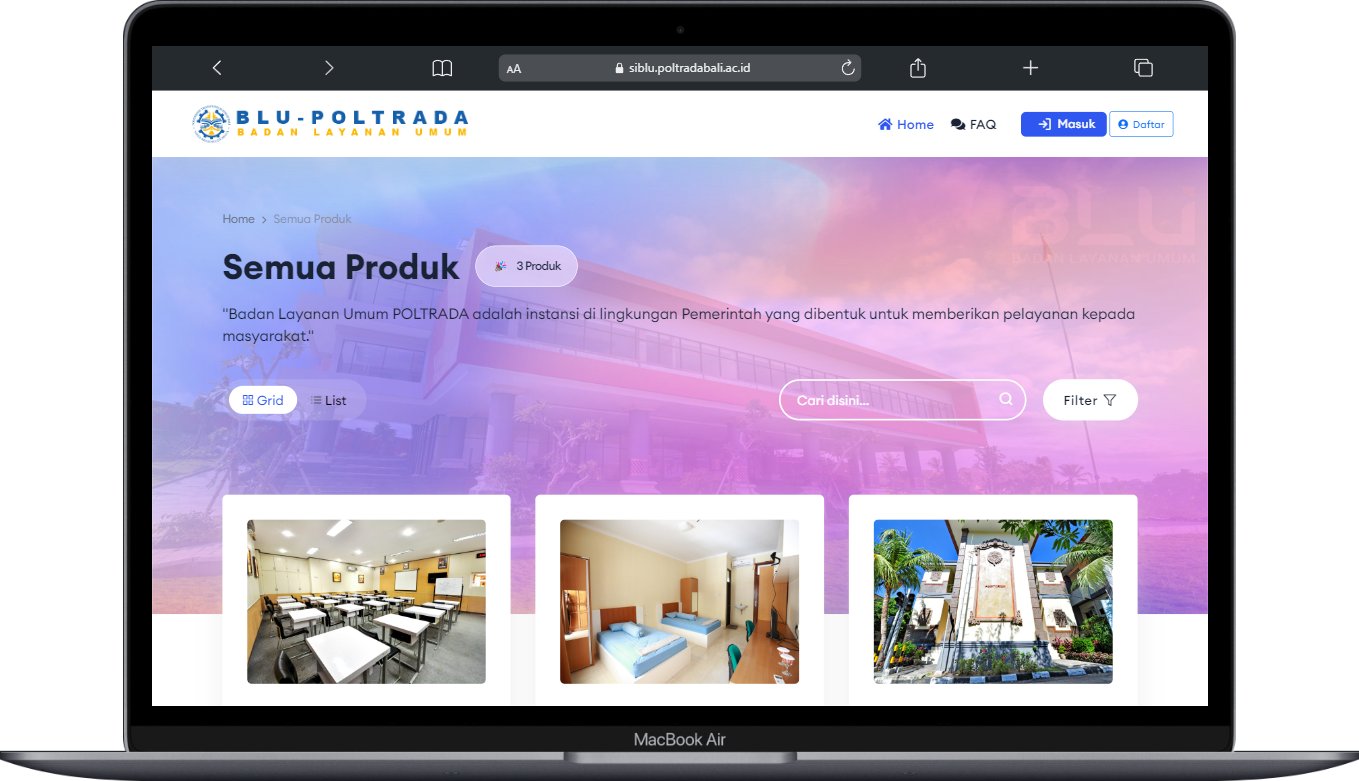 AA siblu.poltradabali.ac.id
BLU-POLTRADA
BADAN LAYANAN UMUM
Home FAQ Masuk Daftar
BLU
BADAN LAYANAN UMUM
Home > Semua Produk
Semua Produk 3 Produk
"Badan Layanan Umum POLTRADA adalah instansi di lingkungan Pemerintah yang dibentuk untuk memberikan pelayanan kepada
masyarakat."
Grid List Cari disini... Filter
MacBook Air